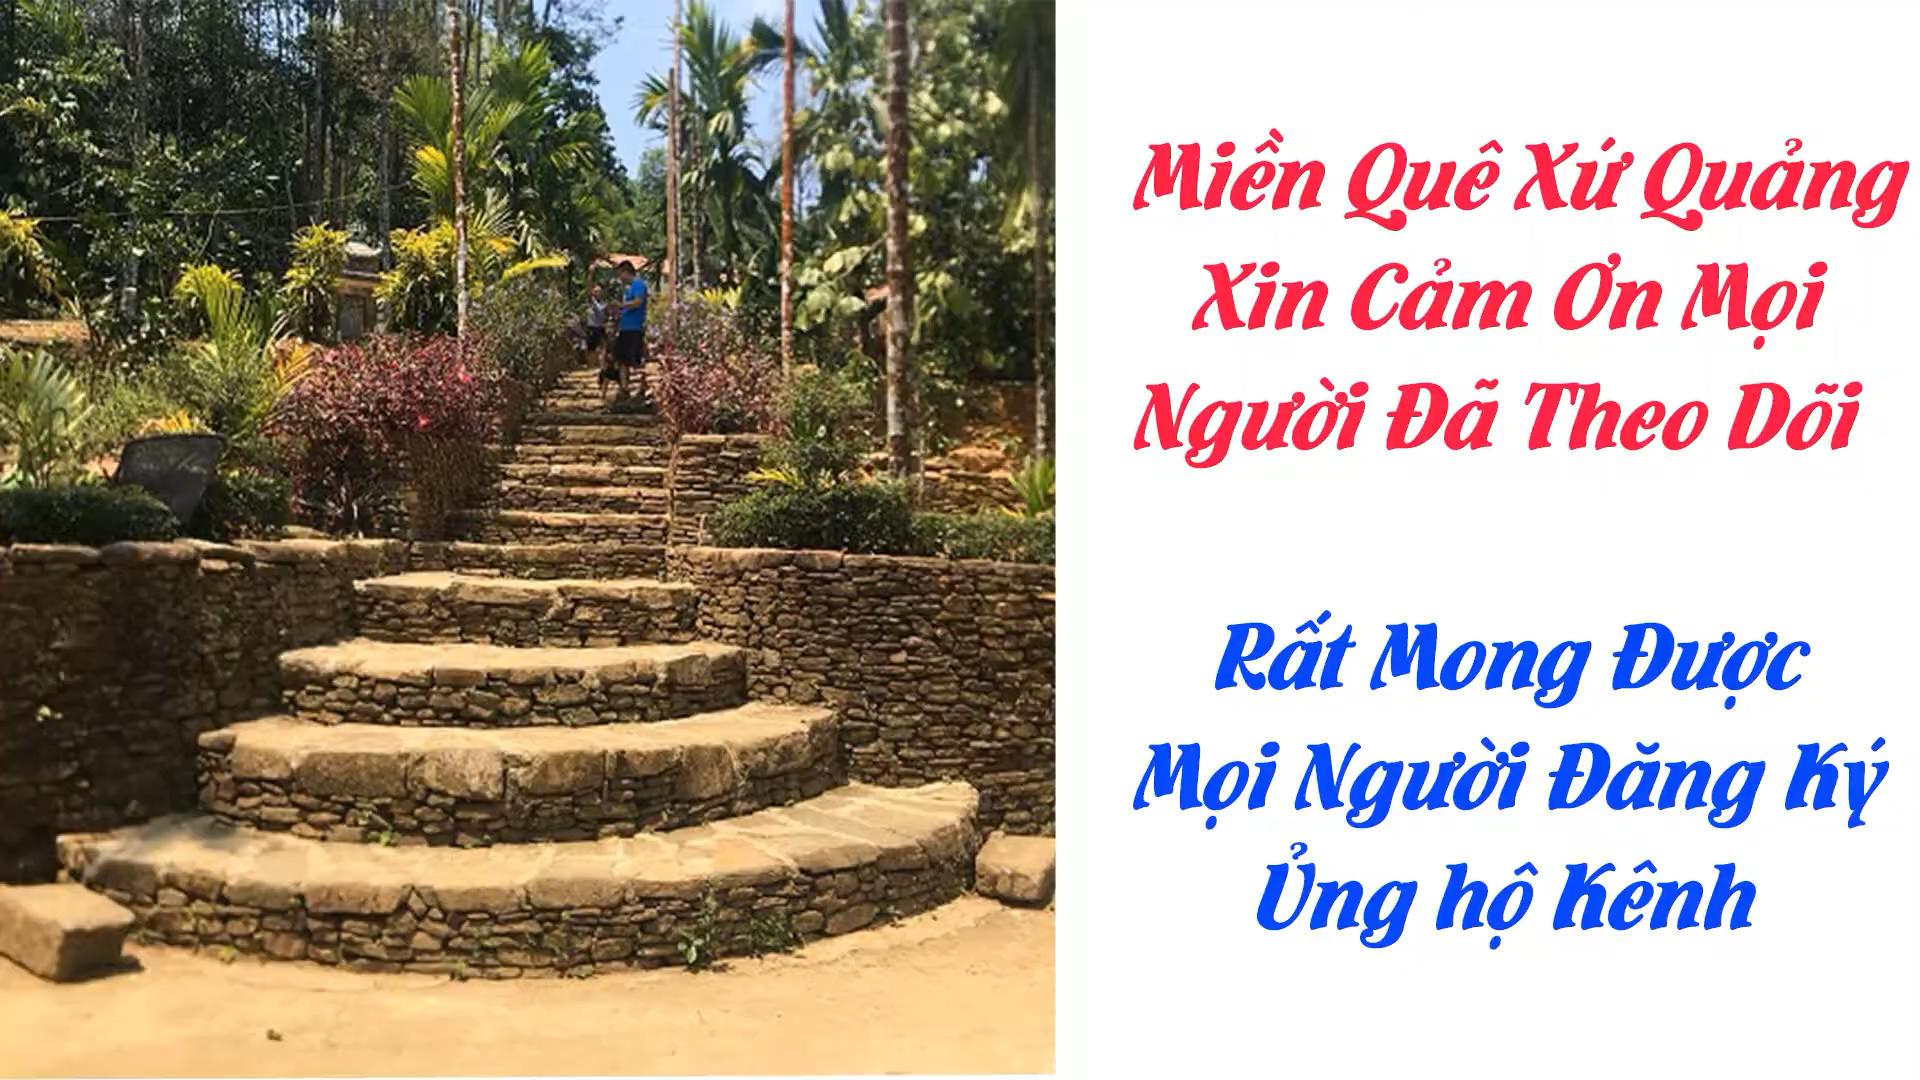 Miền Quê Xứ Quảng
Xin Cảm Ơn Mọi
Người Đã Theo Dõi
Rất Mong Được
Mọi Người Đăng Ký
Ủng hộ Kênh